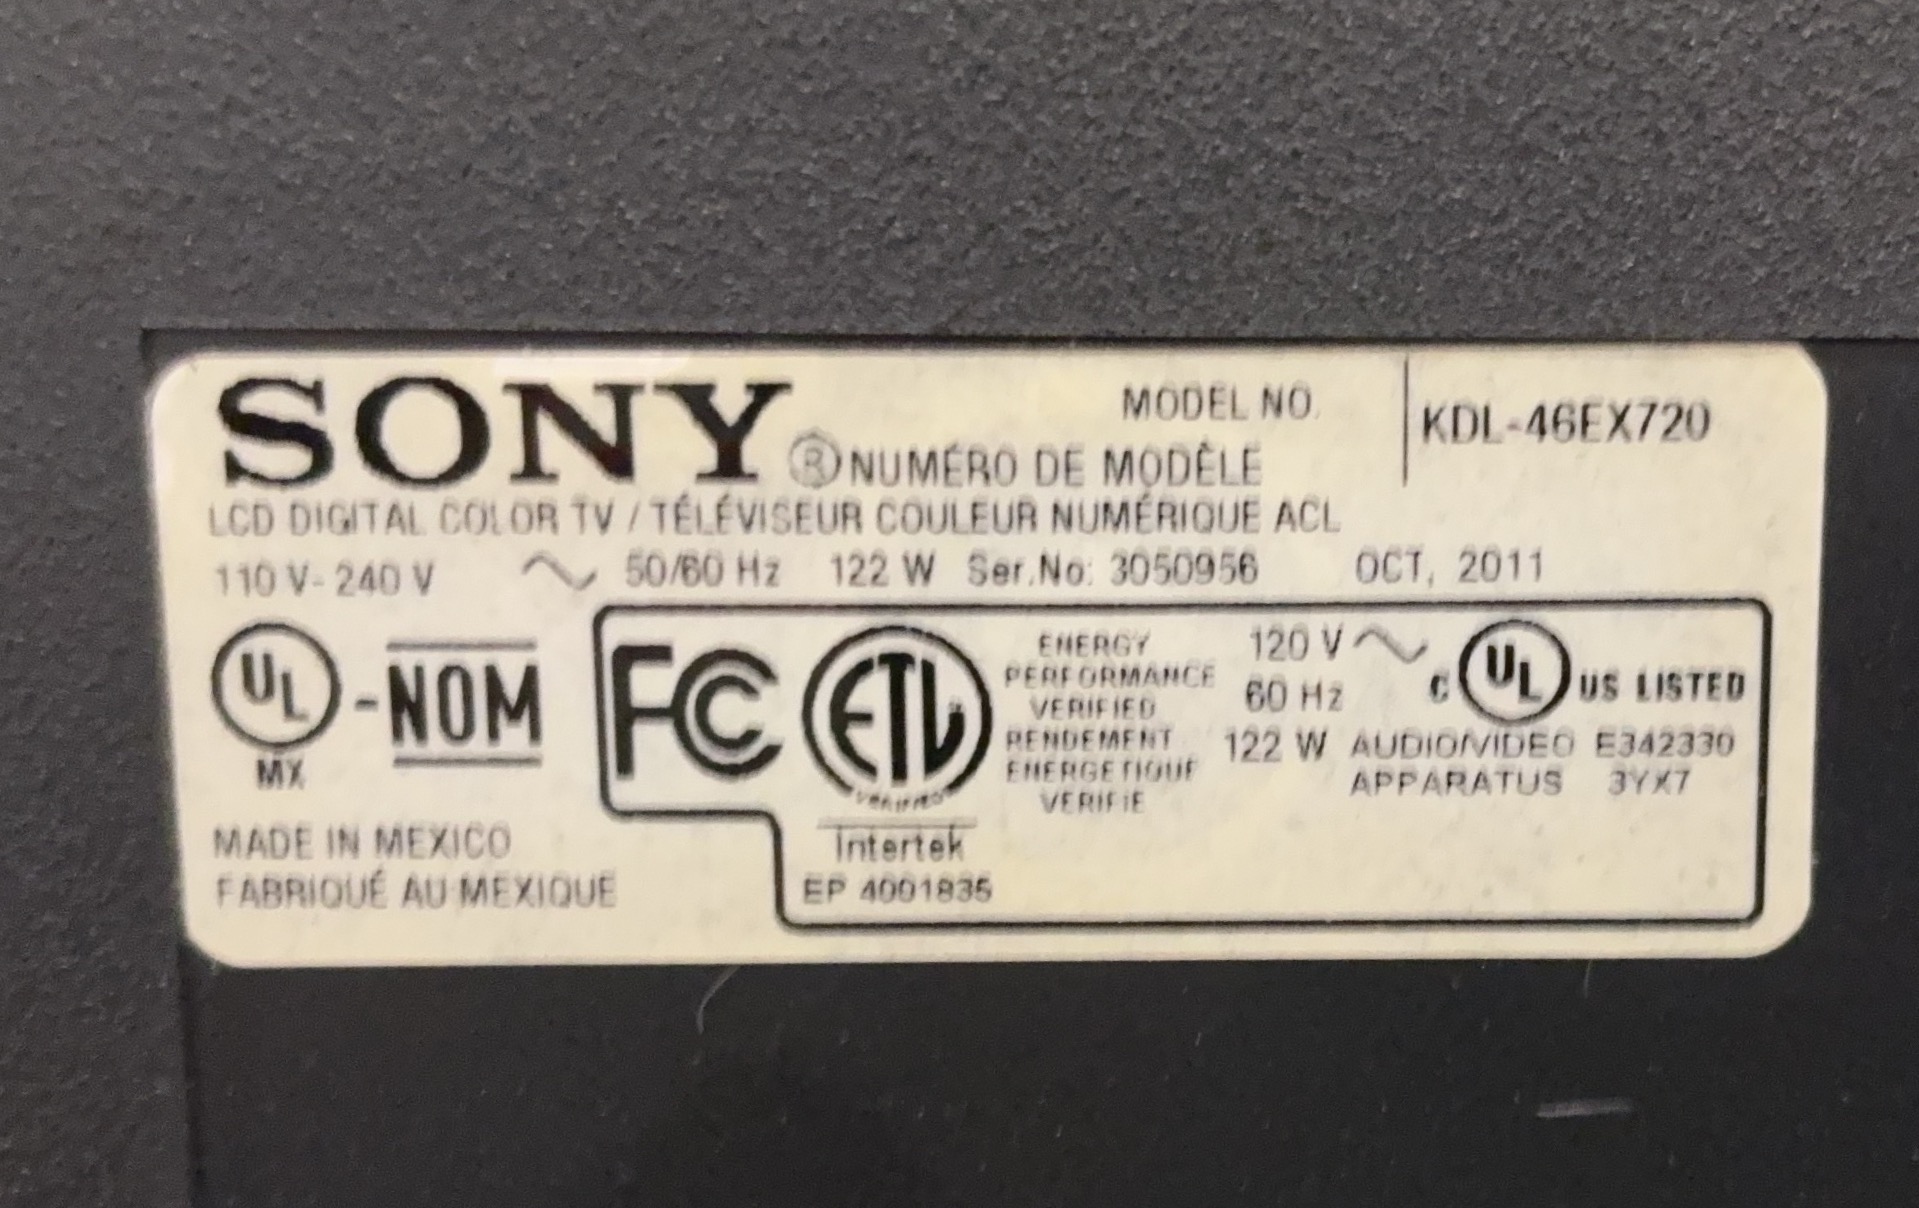 SONY®
MODEL NO.
NUMÉRO DE MODÈLE
KDL-46EX720
LCD DIGITAL COLOR TV / TÉLÉVISEUR COULEUR NUMÉRIQUE ACL
110 V- 240 V 50/60 Hz 122 W Ser.No: 3050956 OCT, 2011
UL
MX
-NOM
FC
ETL
VERIFIED
Intertek
EP 4001835
ENERGY
PERFORMANCE
VERIFIED
RENDEMENT
ENERGETIQUE
VERIFIE
120 V
60 Hz
122 W
C UL US LISTED
AUDIO/VIDEO E342330
APPARATUS 3YX7
MADE IN MEXICO
FABRIQUÉ AU MEXIQUE